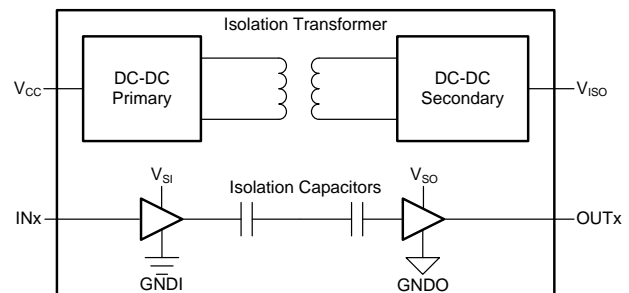 Isolation Transformer
DC-DC
Primary
DC-DC
Secondary
VCC
VISO
VSI
Isolation Capacitors
VSO
INx
OUTx
GNDI
GNDO